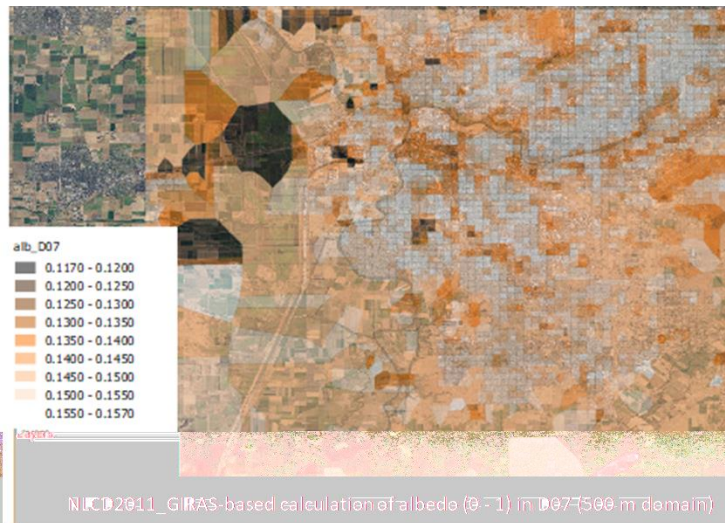 alb_D07
0.1170 - 0.1200
0.1200 - 0.1250
0.1250 - 0.1300
0.1300 - 0.1350
0.1350 - 0.1400
0.1400 - 0.1450
0.1450 - 0.1500
0.1500 - 0.1550
0.1550 - 0.1570
NLCD2011_GIRAS-based calculation of albedo (0 - 1) in D07 (500 m domain)